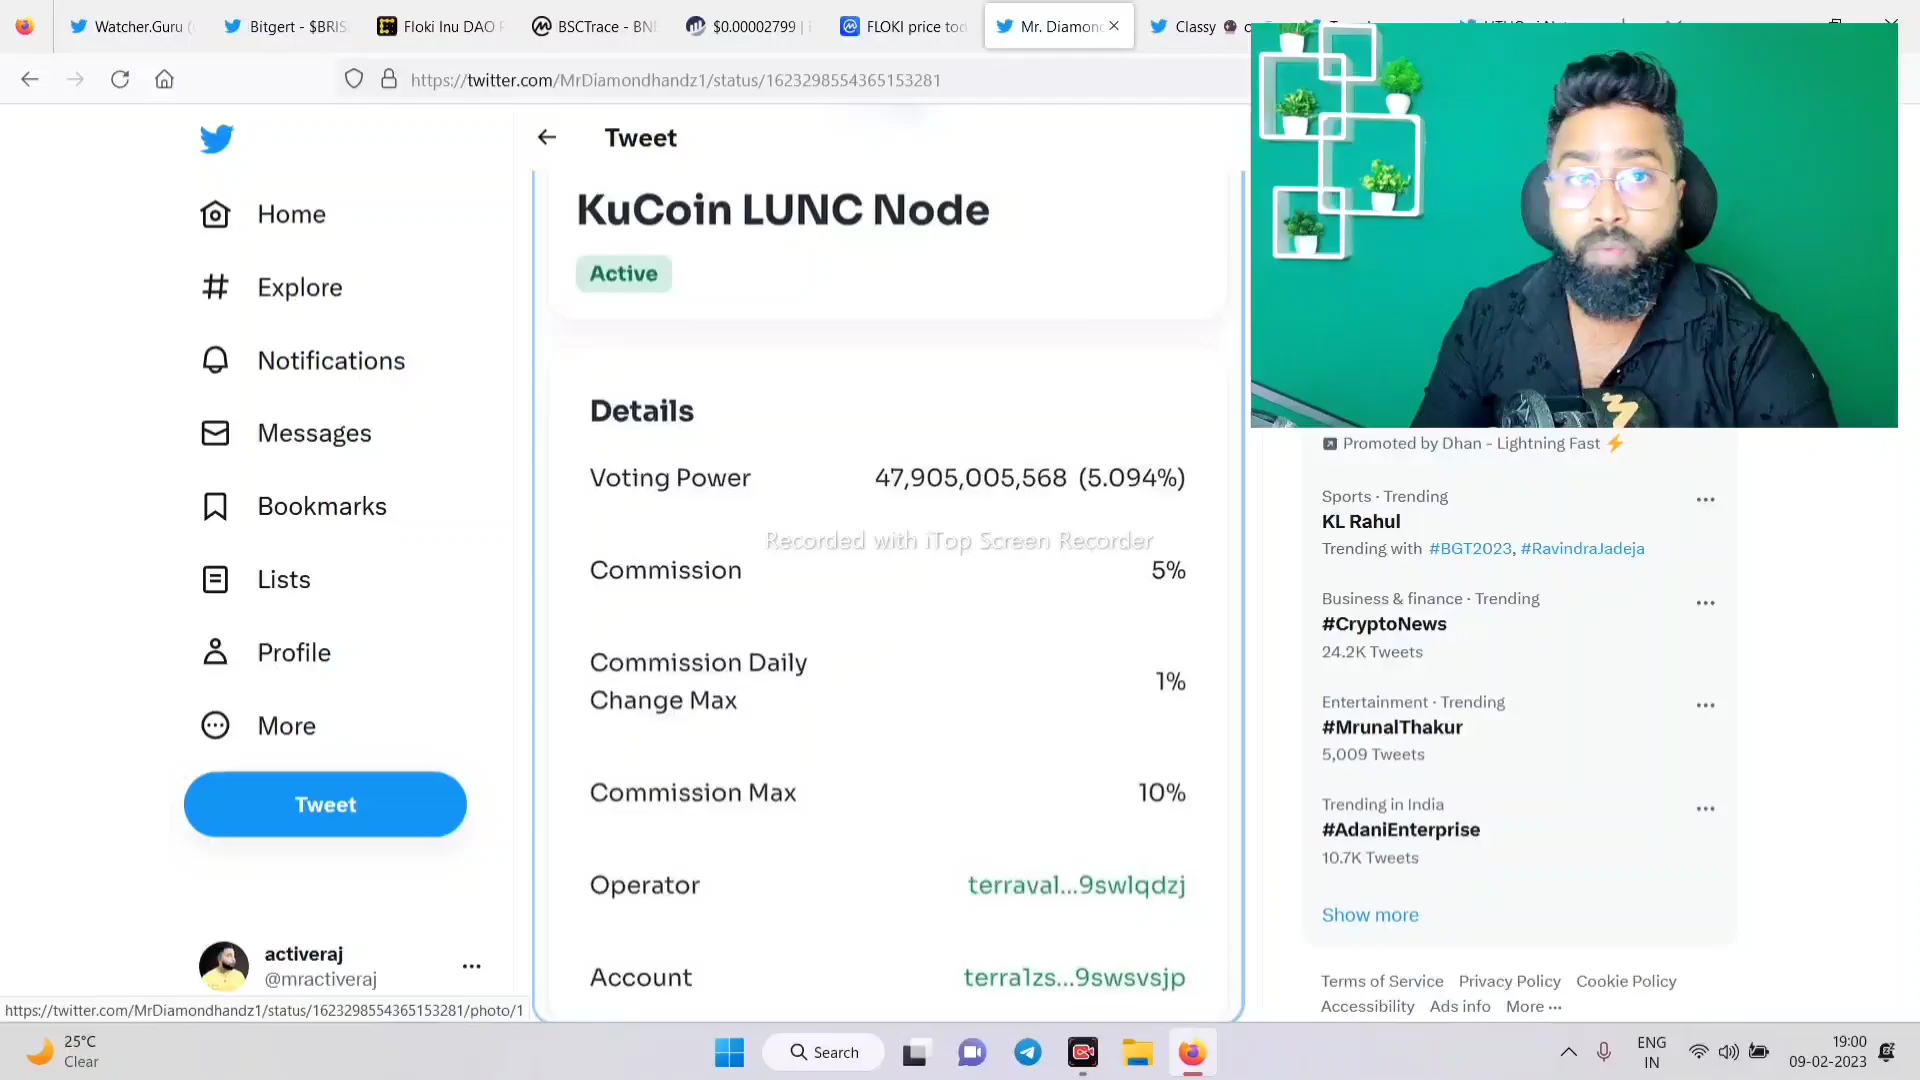 Watcher.Guru
Bitgert - $BRIS
Floki Inu DAO
BSCTrace - BN
$0.00002799 |
FLOKI price tod
Mr. Diamon
Classy
https://twitter.com/MrDiamondhandz1/status/1623298554365153281
Home
Explore
Notifications
Messages
Bookmarks
Lists
Profile
More
Tweet
activeraj
@mractiveraj
https://twitter.com/MrDiamondhandz1/status/1623298554365153281/photo/1
Tweet
KuCoin LUNC Node
Active
Details
Voting Power 47,905,005,568 (5.094%)
Recorded with iTop Screen Recorder
Commission 5%
Commission Daily
Change Max 1%
Commission Max 10%
Operator terraval...9swlqdzj
Account terra1zs...9swsvsjp
Promoted by Dhan - Lightning Fast ⚡
Sports · Trending
KL Rahul
Trending with #BGT2023, #RavindraJadeja
Business & finance · Trending
#CryptoNews
24.2K Tweets
Entertainment · Trending
#MrunalThakur
5,009 Tweets
Trending in India
#AdaniEnterprise
10.7K Tweets
Show more
Terms of Service Privacy Policy Cookie Policy
Accessibility Ads info More ···
25°C
Clear
Search
ENG
IN
19:00
09-02-2023